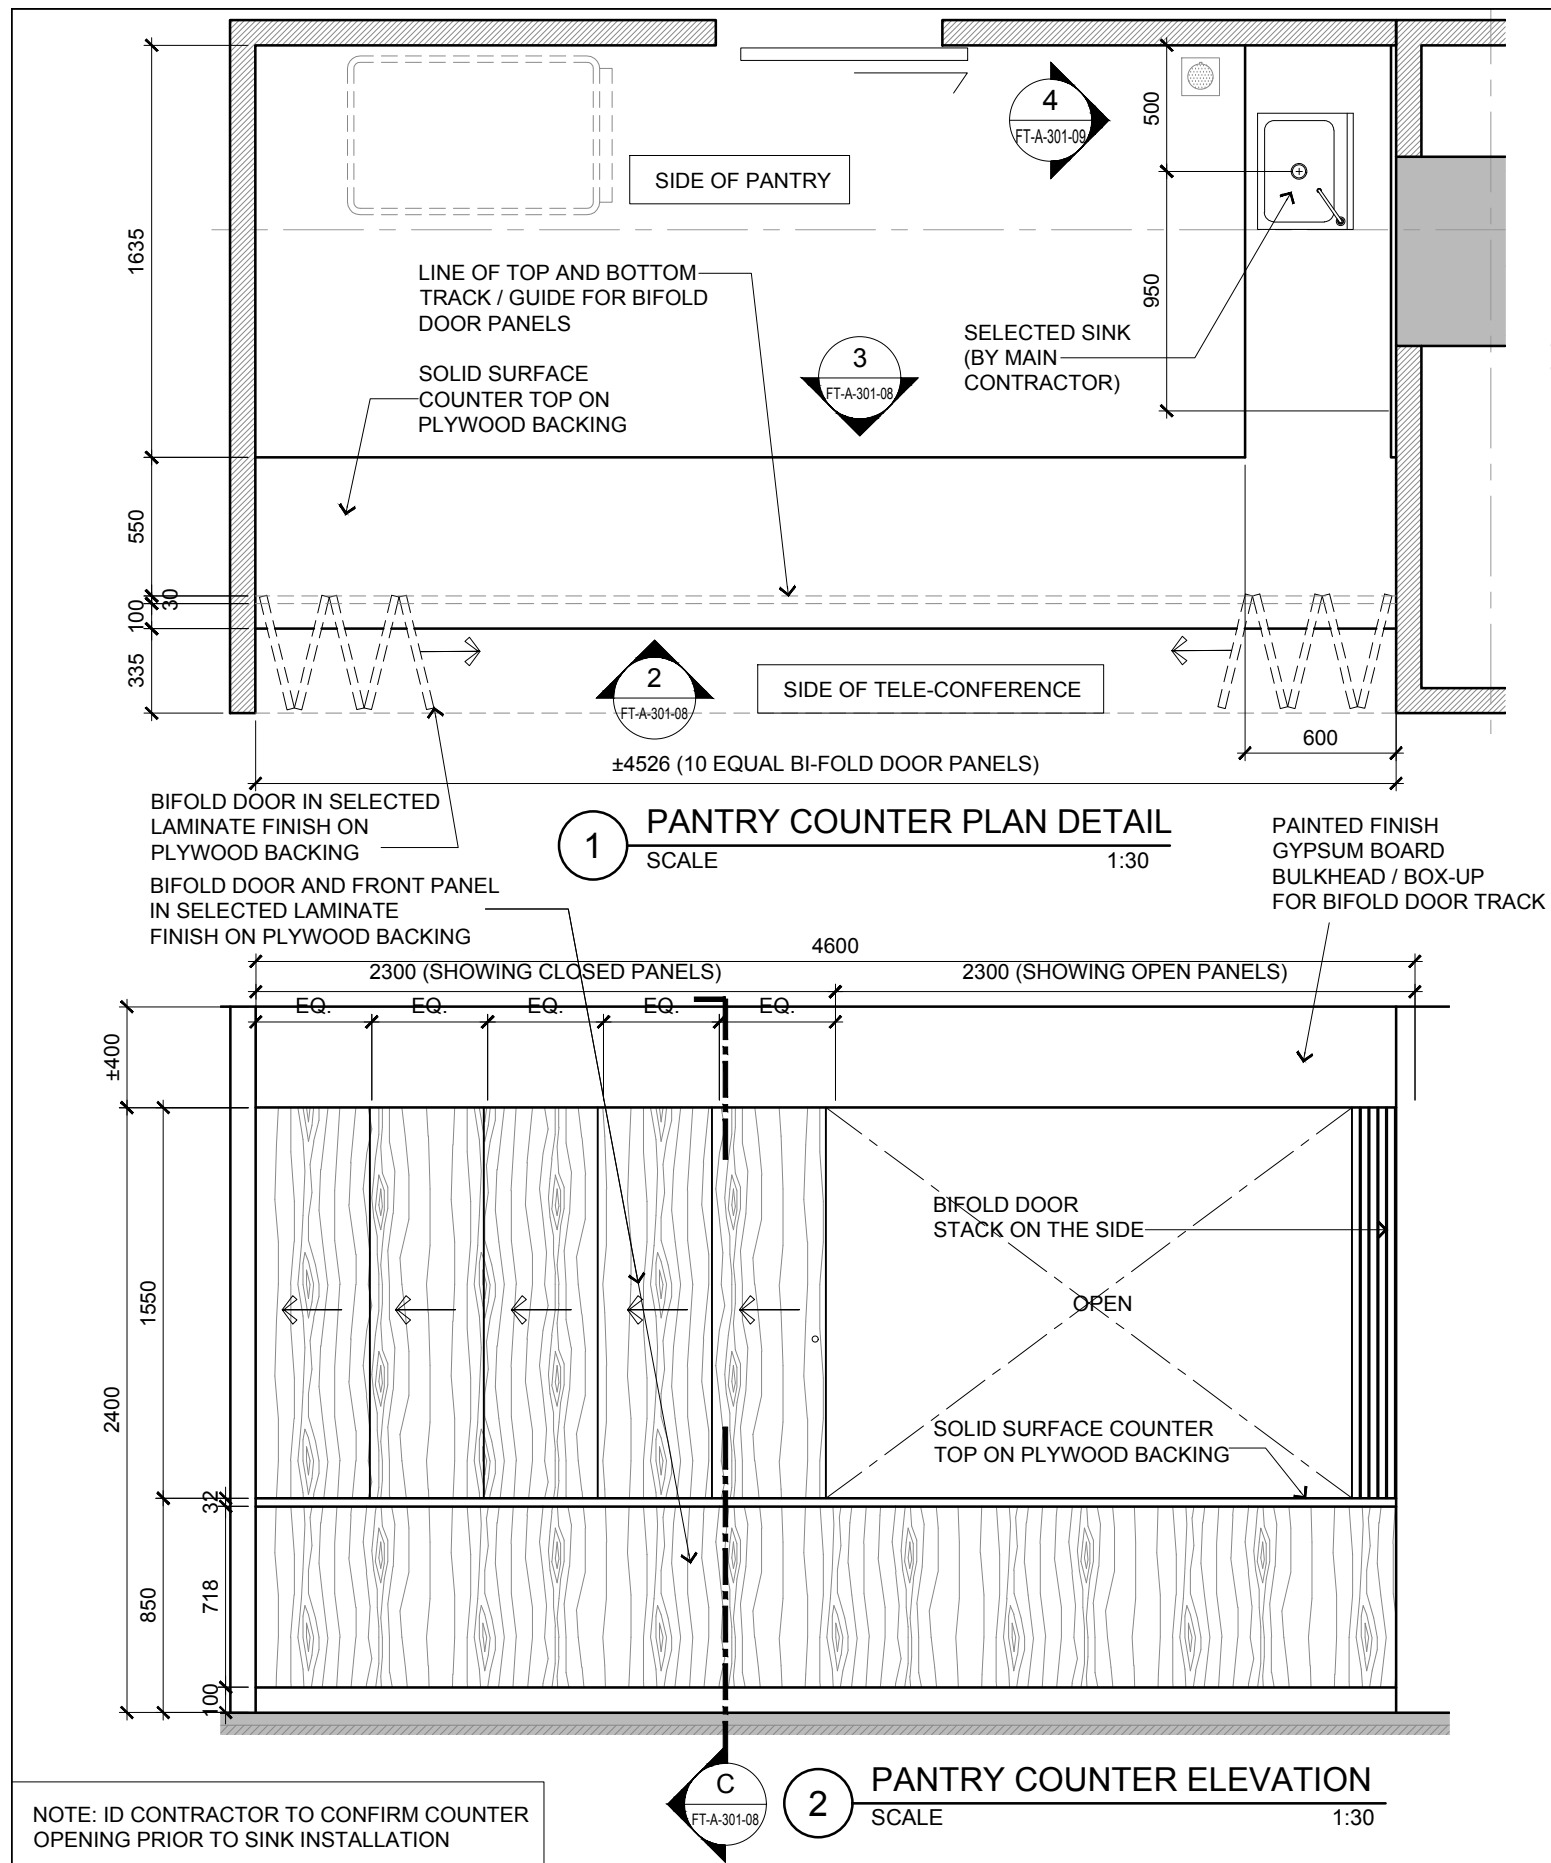 4
FT-A-301-09
500
SIDE OF PANTRY
1635
LINE OF TOP AND BOTTOM
TRACK / GUIDE FOR BIFOLD
DOOR PANELS
950
SELECTED SINK
(BY MAIN
CONTRACTOR)
3
FT-A-301-08
SOLID SURFACE
COUNTER TOP ON
PLYWOOD BACKING
550
30
100
335
2
FT-A-301-08
SIDE OF TELE-CONFERENCE
600
±4526 (10 EQUAL BI-FOLD DOOR PANELS)
BIFOLD DOOR IN SELECTED
LAMINATE FINISH ON
PLYWOOD BACKING
1
PANTRY COUNTER PLAN DETAIL
SCALE 1:30
PAINTED FINISH
GYPSUM BOARD
BULKHEAD / BOX-UP
FOR BIFOLD DOOR TRACK
BIFOLD DOOR AND FRONT PANEL
IN SELECTED LAMINATE
FINISH ON PLYWOOD BACKING
4600
2300 (SHOWING CLOSED PANELS)
2300 (SHOWING OPEN PANELS)
EQ. EQ. EQ. EQ. EQ.
±400
BIFOLD DOOR
STACK ON THE SIDE
OPEN
1550
2400
SOLID SURFACE COUNTER
TOP ON PLYWOOD BACKING
32
850
718
100
C
FT-A-301-08
2
PANTRY COUNTER ELEVATION
SCALE 1:30
NOTE: ID CONTRACTOR TO CONFIRM COUNTER
OPENING PRIOR TO SINK INSTALLATION